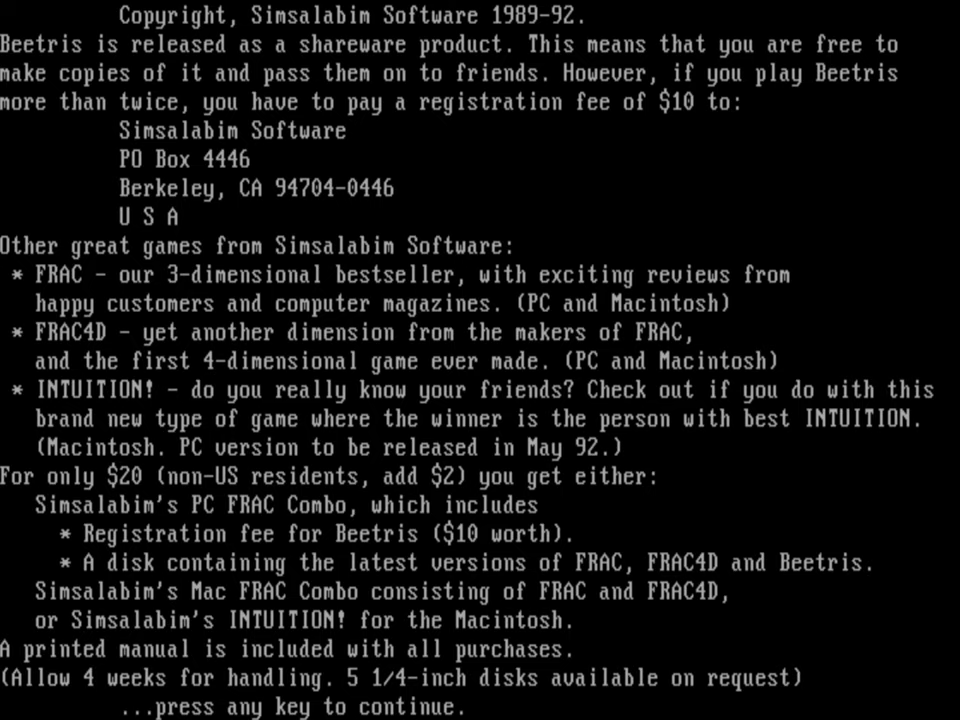 Copyright, Simsalabim Software 1989-92.
Beetris is released as a shareware product. This means that you are free to
make copies of it and pass them on to friends. However, if you play Beetris
more than twice, you have to pay a registration fee of $10 to:
Simsalabim Software
PO Box 4446
Berkeley, CA 94704-0446
U S A
Other great games from Simsalabim Software:
* FRAC - our 3-dimensional bestseller, with exciting reviews from
happy customers and computer magazines. (PC and Macintosh)
* FRAC4D - yet another dimension from the makers of FRAC,
and the first 4-dimensional game ever made. (PC and Macintosh)
* INTUITION! - do you really know your friends? Check out if you do with this
brand new type of game where the winner is the person with best INTUITION.
(Macintosh. PC version to be released in May 92.)
For only $20 (non-US residents, add $2) you get either:
Simsalabim's PC FRAC Combo, which includes
* Registration fee for Beetris ($10 worth).
* A disk containing the latest versions of FRAC, FRAC4D and Beetris.
Simsalabim's Mac FRAC Combo consisting of FRAC and FRAC4D,
or Simsalabim's INTUITION! for the Macintosh.
A printed manual is included with all purchases.
(Allow 4 weeks for handling. 5 1/4-inch disks available on request)
...press any key to continue.